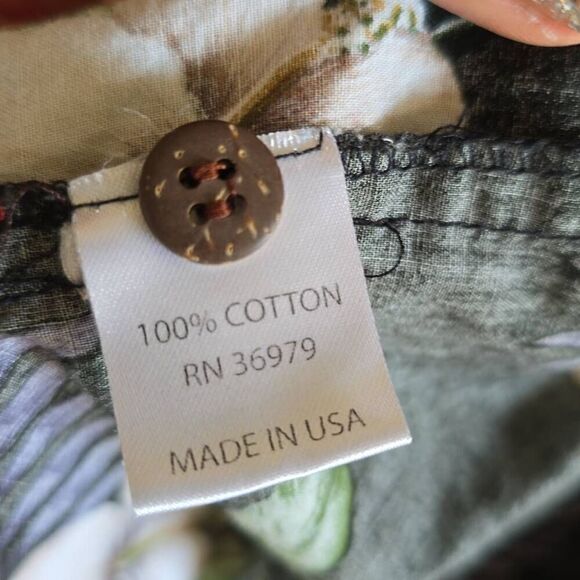 100% COTTON
RN 36979
MADE IN USA